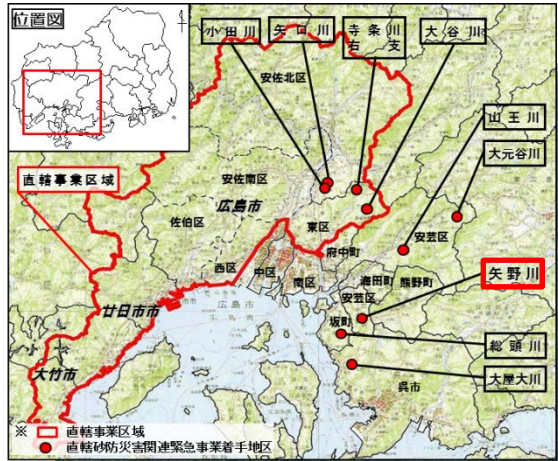 位置図
小田川
矢口川
寺条川
右支
大谷川
安佐北区
山王川
大元谷川
直轄事業区域
安佐南区
広島市
佐伯区
東区
安芸区
府中町
西区
中区
南区
海田町
熊野町
矢野川
広島市
安芸区
廿日市市
坂町
総頭川
大竹市
大屋大川
呉市
※ 直轄事業区域
直轄砂防災害関連緊急事業着手地区